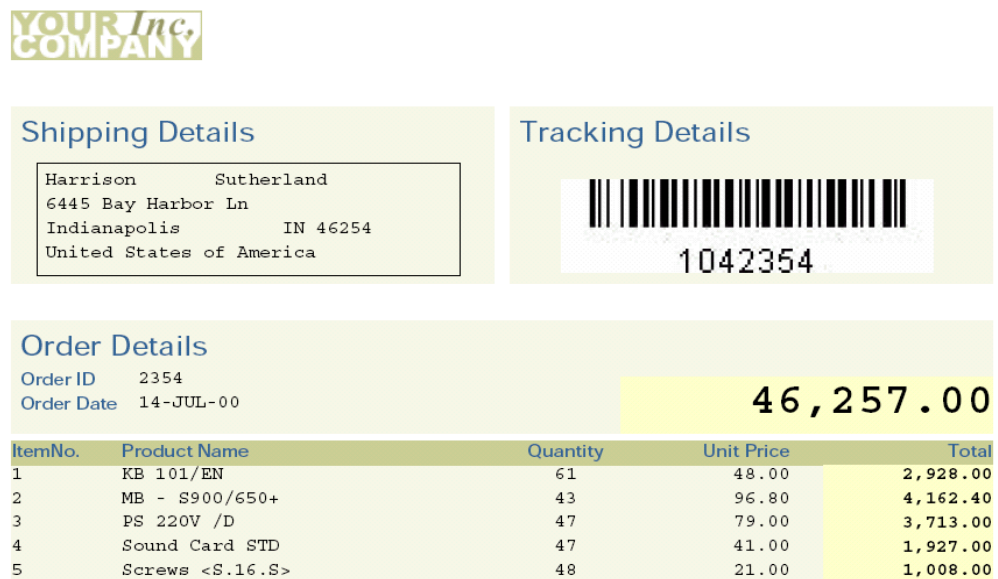 YOUR Inc,
COMPANY
Shipping Details
Harrison Sutherland
6445 Bay Harbor Ln
Indianapolis IN 46254
United States of America
Tracking Details
1042354
Order Details
Order ID 2354
Order Date 14-JUL-00
46,257.00
ItemNo. Product Name Quantity Unit Price Total
1 KB 101/EN 61 48.00 2,928.00
2 MB - S900/650+ 43 96.80 4,162.40
3 PS 220V /D 47 79.00 3,713.00
4 Sound Card STD 47 41.00 1,927.00
5 Screws <S.16.S> 48 21.00 1,008.00